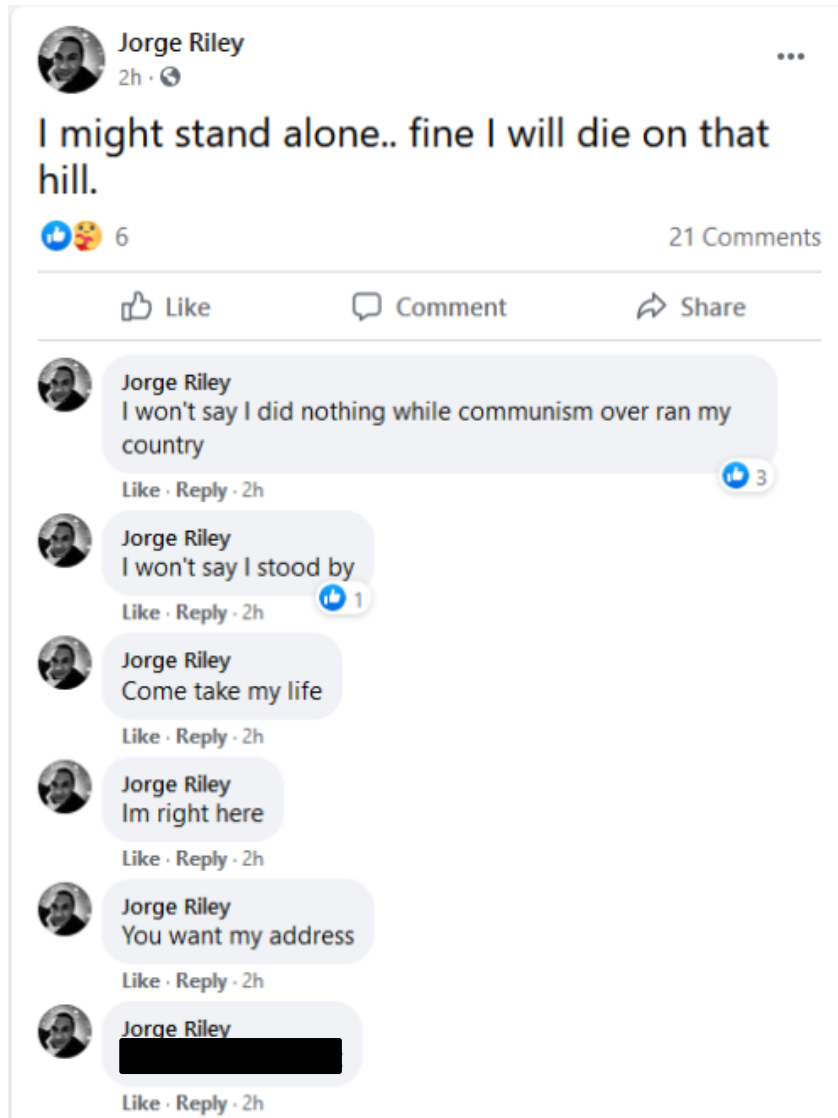 Jorge Riley
2h ·
I might stand alone.. fine I will die on that
hill.
6
21 Comments
Like
Comment
Share
Jorge Riley
I won't say I did nothing while communism over ran my
country
3
Like · Reply · 2h
Jorge Riley
I won't say I stood by
1
Like · Reply · 2h
Jorge Riley
Come take my life
Like · Reply · 2h
Jorge Riley
Im right here
Like · Reply · 2h
Jorge Riley
You want my address
Like · Reply · 2h
Jorge Riley
Like · Reply · 2h